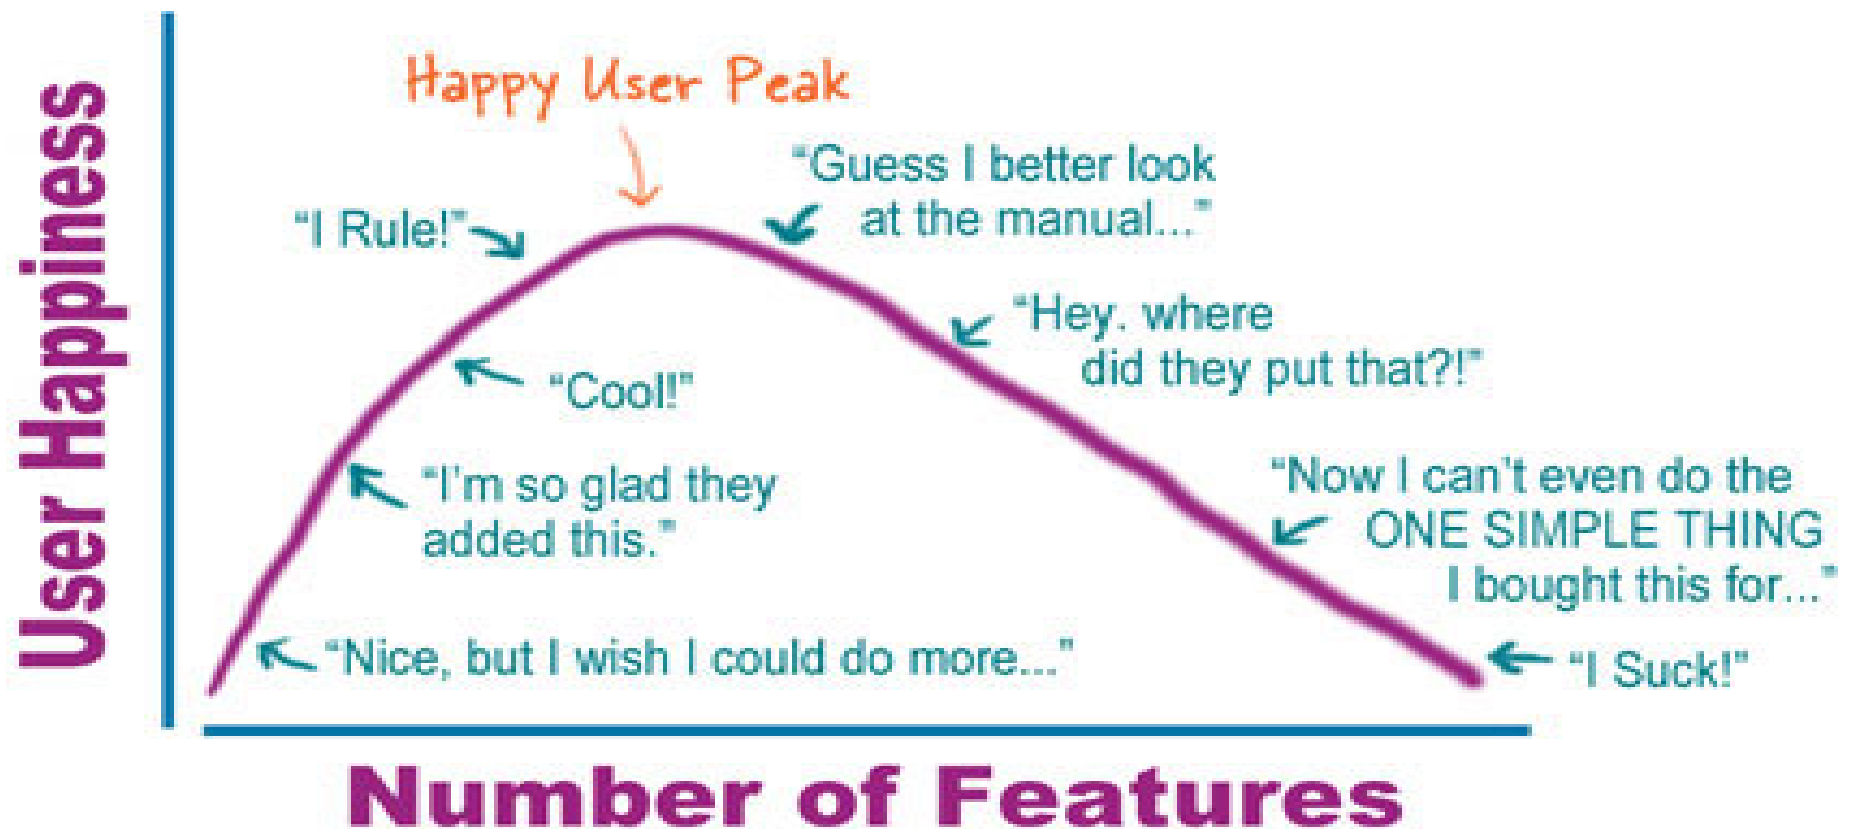 User Happiness
Happy User Peak
“Guess I better look
at the manual...”
“I Rule!”
“Hey. where
did they put that?!”
“Cool!”
“I’m so glad they
added this.”
“Now I can’t even do the
ONE SIMPLE THING
I bought this for...”
“Nice, but I wish I could do more...”
“I Suck!”
Number of Features